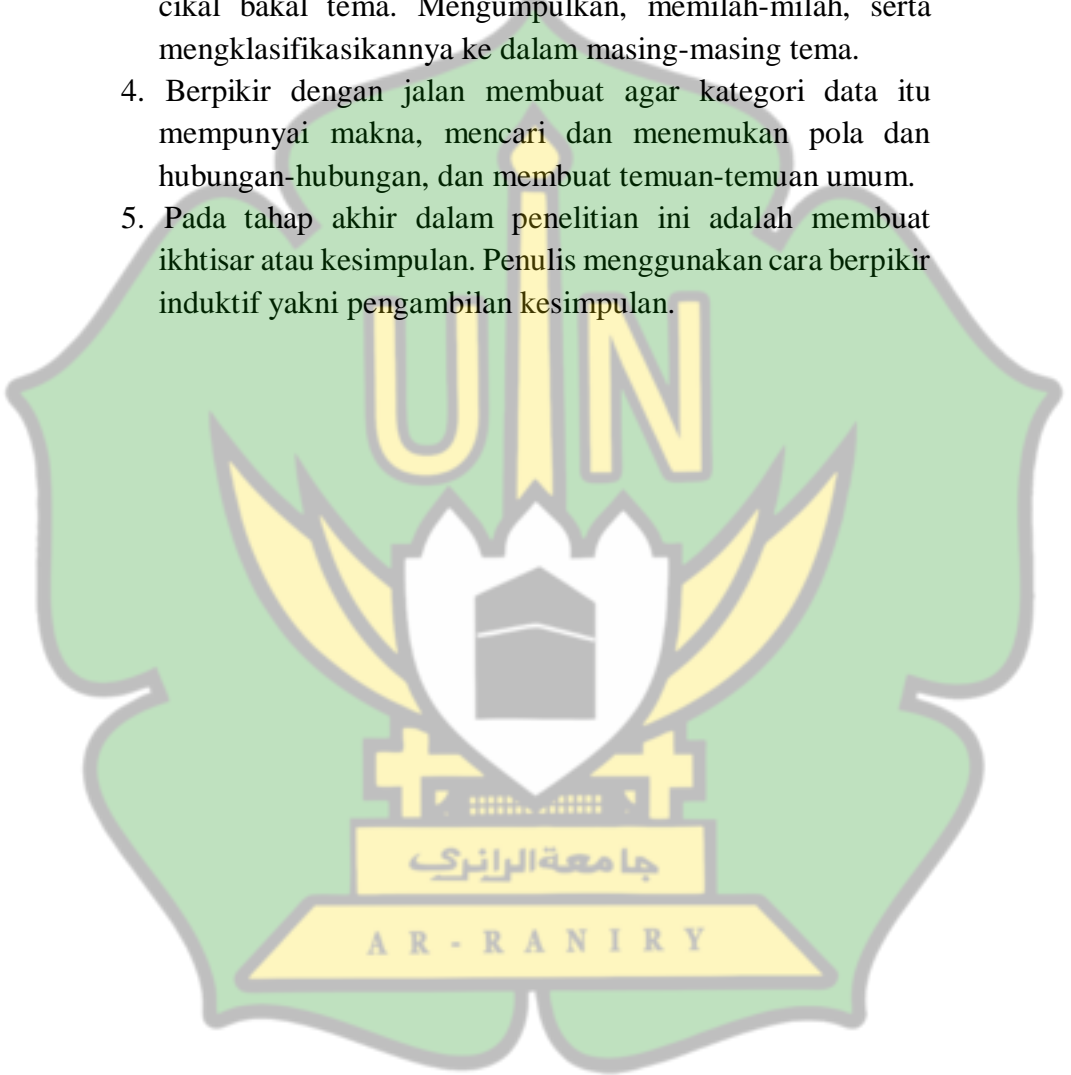 cikal bakal tema. Mengumpulkan, memilah-milah, serta
mengklasifikasikannya ke dalam masing-masing tema.
4. Berpikir dengan jalan membuat agar kategori data itu
mempunyai makna, mencari dan menemukan pola dan
hubungan-hubungan, dan membuat temuan-temuan umum.
5. Pada tahap akhir dalam penelitian ini adalah membuat
ikhtisar atau kesimpulan. Penulis menggunakan cara berpikir
induktif yakni pengambilan kesimpulan.
UIN
جامعة الرانري
AR-RANIRY